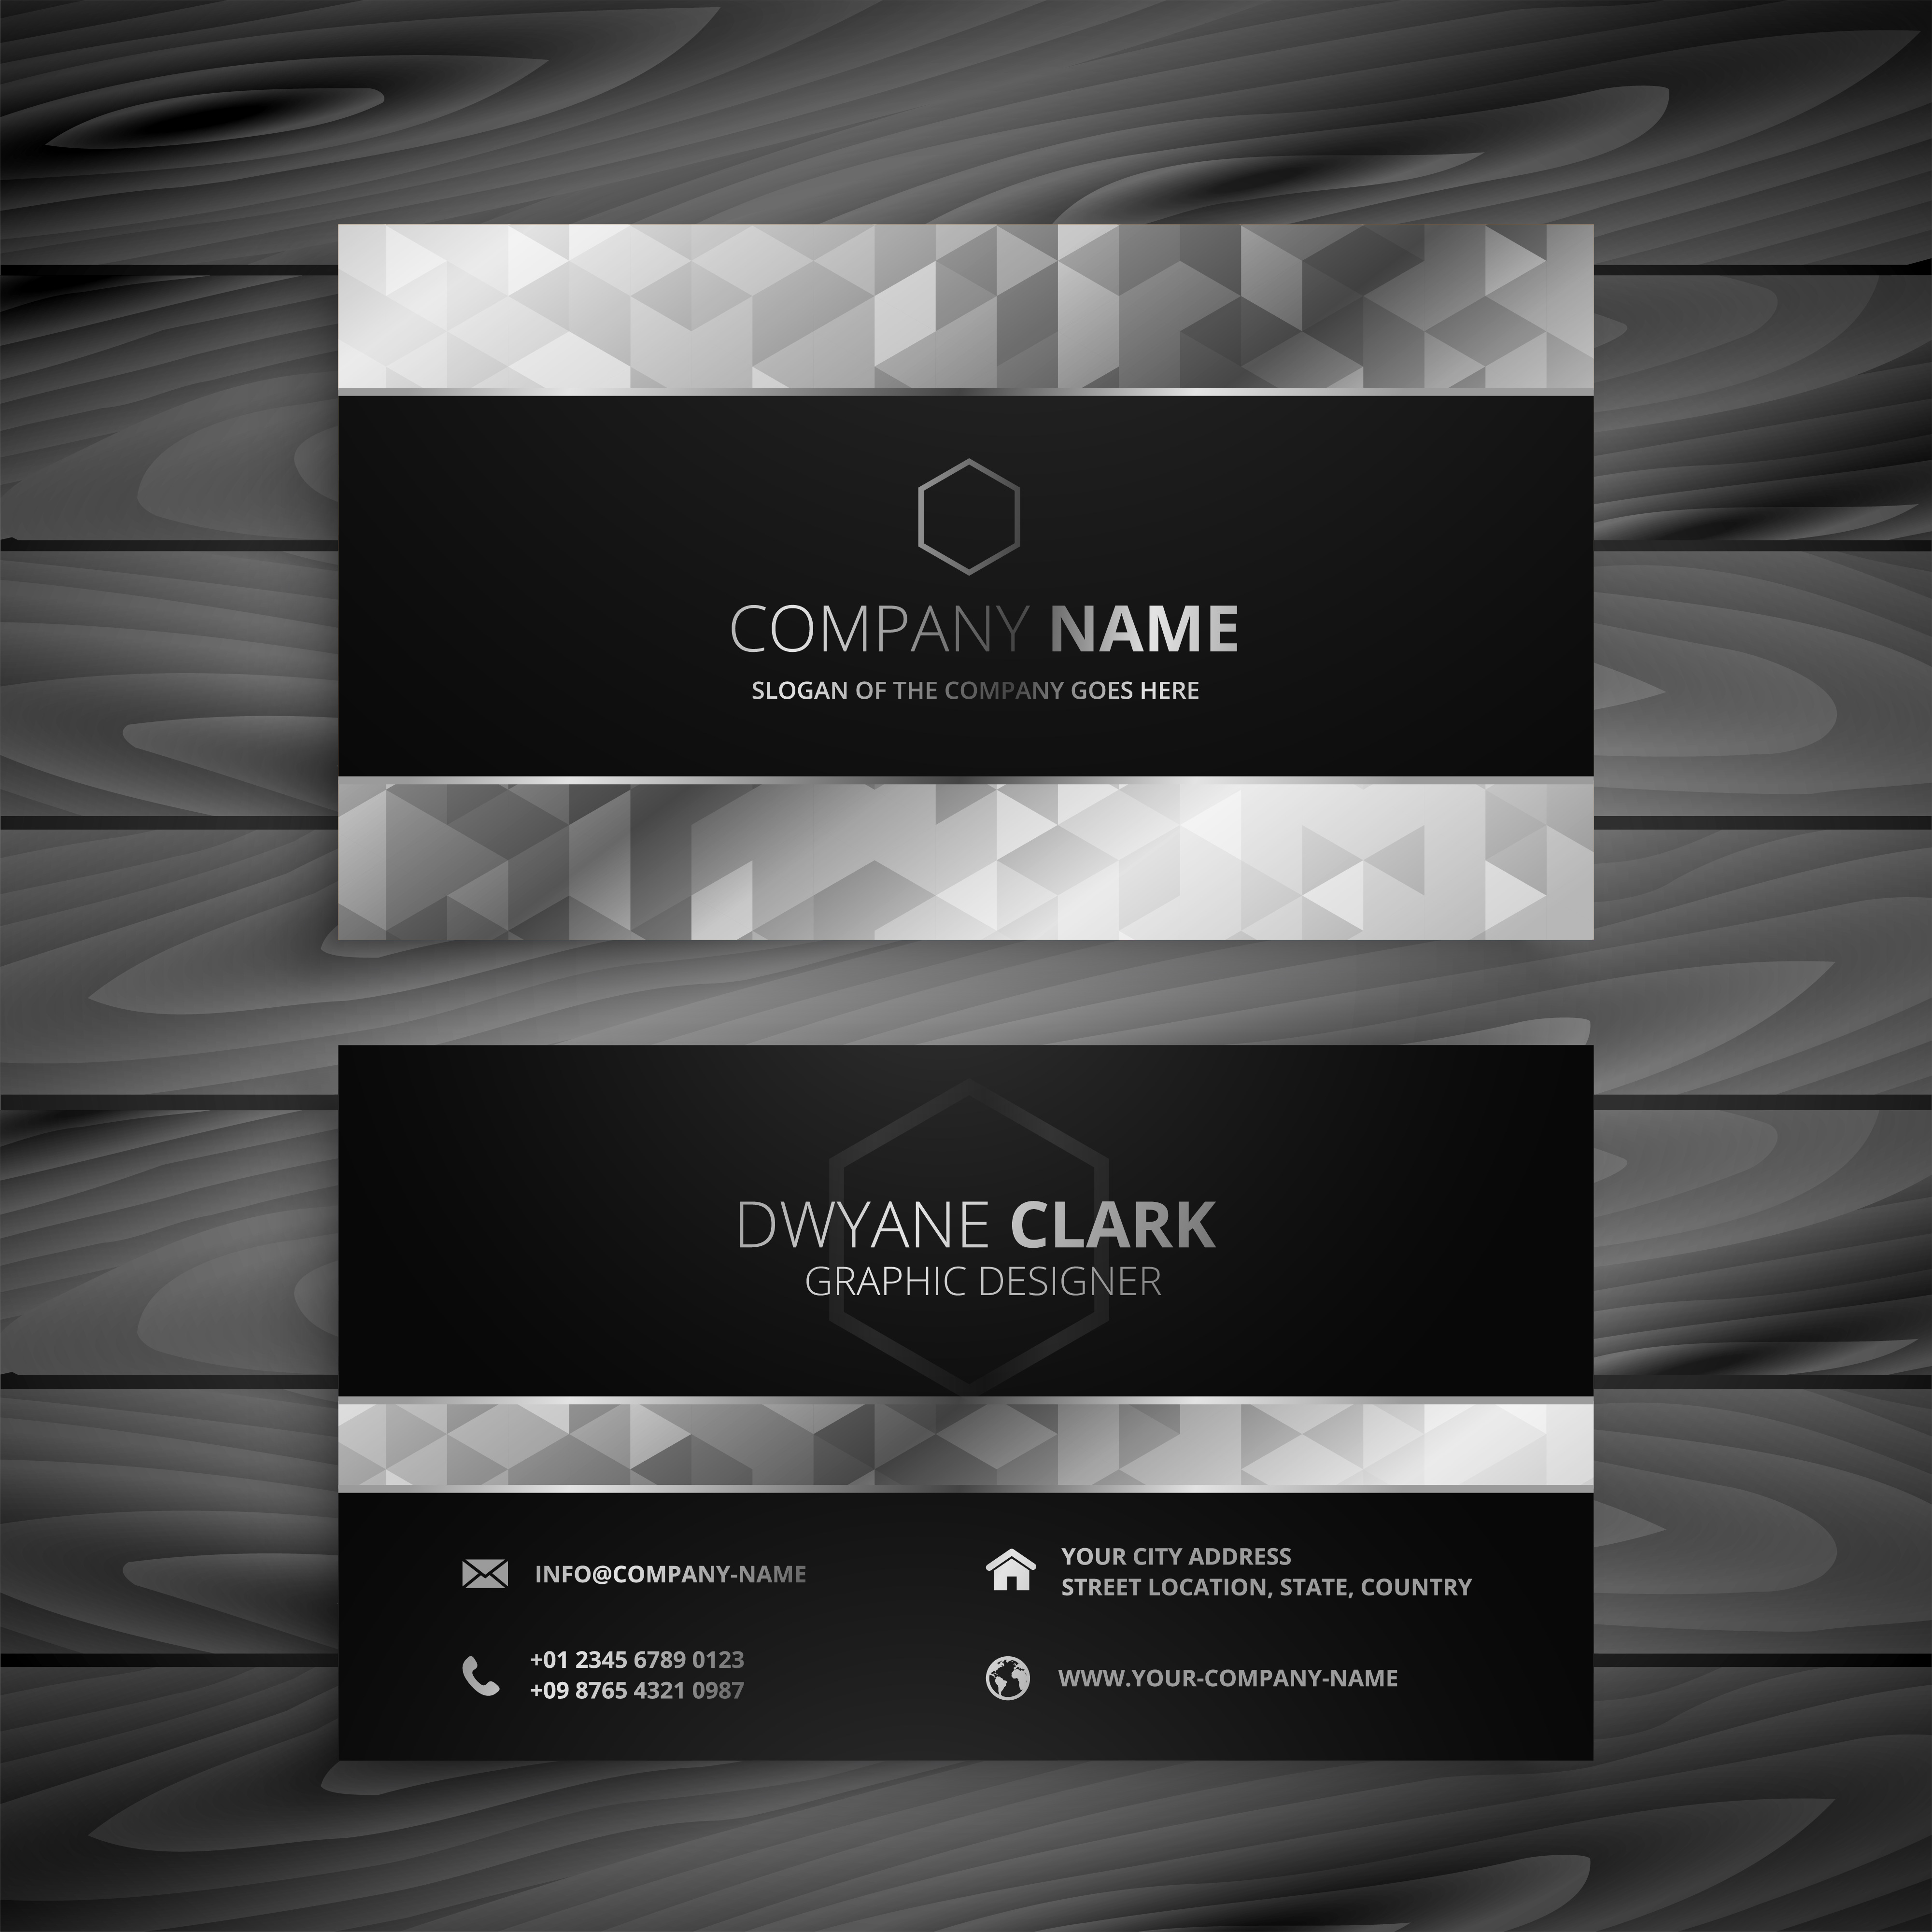 COMPANY NAME
SLOGAN OF THE COMPANY GOES HERE
DWYANE CLARK
GRAPHIC DESIGNER
INFO@COMPANY-NAME
+01 2345 6789 0123
+09 8765 4321 0987
YOUR CITY ADDRESS
STREET LOCATION, STATE, COUNTRY
WWW.YOUR-COMPANY-NAME